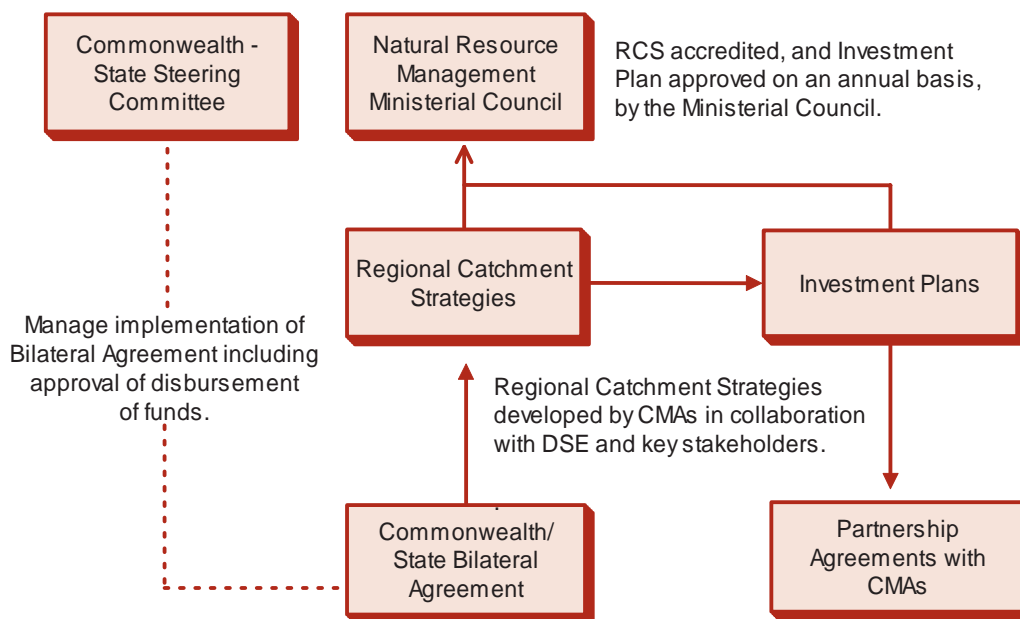 Commonwealth -
State Steering
Committee
Natural Resource
Management
Ministerial Council
RCS accredited, and Investment
Plan approved on an annual basis,
by the Ministerial Council.
Regional Catchment
Strategies
Investment Plans
Manage implementation of
Bilateral Agreement including
approval of disbursement
of funds.
Regional Catchment Strategies
developed by CMAs in collaboration
with DSE and key stakeholders.
Commonwealth/
State Bilateral
Agreement
Partnership
Agreements with
CMAs